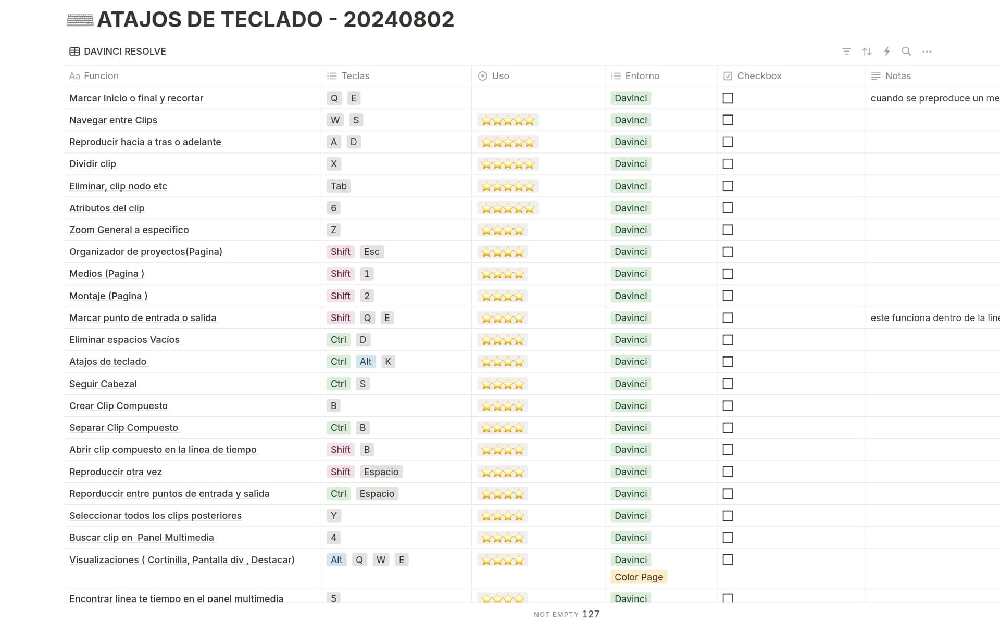 ATAJOS DE TECLADO - 20240802
DAVINCI RESOLVE
Aa Funcion Teclas Uso Entorno Checkbox Notas
Marcar Inicio o final y recortar Q E Davinci cuando se preproduce un me
Navegar entre Clips W S ⭐⭐⭐⭐⭐ Davinci
Reproducir hacia a tras o adelante A D ⭐⭐⭐⭐⭐ Davinci
Dividir clip X ⭐⭐⭐⭐⭐ Davinci
Eliminar, clip nodo etc Tab ⭐⭐⭐⭐⭐ Davinci
Atributos del clip 6 ⭐⭐⭐⭐⭐ Davinci
Zoom General a especifico Z ⭐⭐⭐⭐ Davinci
Organizador de proyectos(Pagina) Shift Esc ⭐⭐⭐⭐ Davinci
Medios (Pagina ) Shift 1 ⭐⭐⭐⭐ Davinci
Montaje (Pagina ) Shift 2 ⭐⭐⭐⭐ Davinci
Marcar punto de entrada o salida Shift Q E ⭐⭐⭐⭐ Davinci este funciona dentro de la line
Eliminar espacios Vacíos Ctrl D ⭐⭐⭐⭐ Davinci
Atajos de teclado Ctrl Alt K ⭐⭐⭐⭐ Davinci
Seguir Cabezal Ctrl S ⭐⭐⭐⭐ Davinci
Crear Clip Compuesto B ⭐⭐⭐⭐ Davinci
Separar Clip Compuesto Ctrl B ⭐⭐⭐⭐ Davinci
Abrir clip compuesto en la linea de tiempo Shift B ⭐⭐⭐⭐ Davinci
Reproduccir otra vez Shift Espacio ⭐⭐⭐⭐ Davinci
Reporduccir entre puntos de entrada y salida Ctrl Espacio ⭐⭐⭐⭐ Davinci
Seleccionar todos los clips posteriores Y ⭐⭐⭐⭐ Davinci
Buscar clip en  Panel Multimedia 4 ⭐⭐⭐⭐ Davinci
Visualizaciones ( Cortinilla, Pantalla div , Destacar) Alt Q W E ⭐⭐⭐⭐ Davinci
Color Page
Encontrar linea te tiempo en el panel multimedia 5 ⭐⭐⭐⭐ Davinci
NOT EMPTY 127